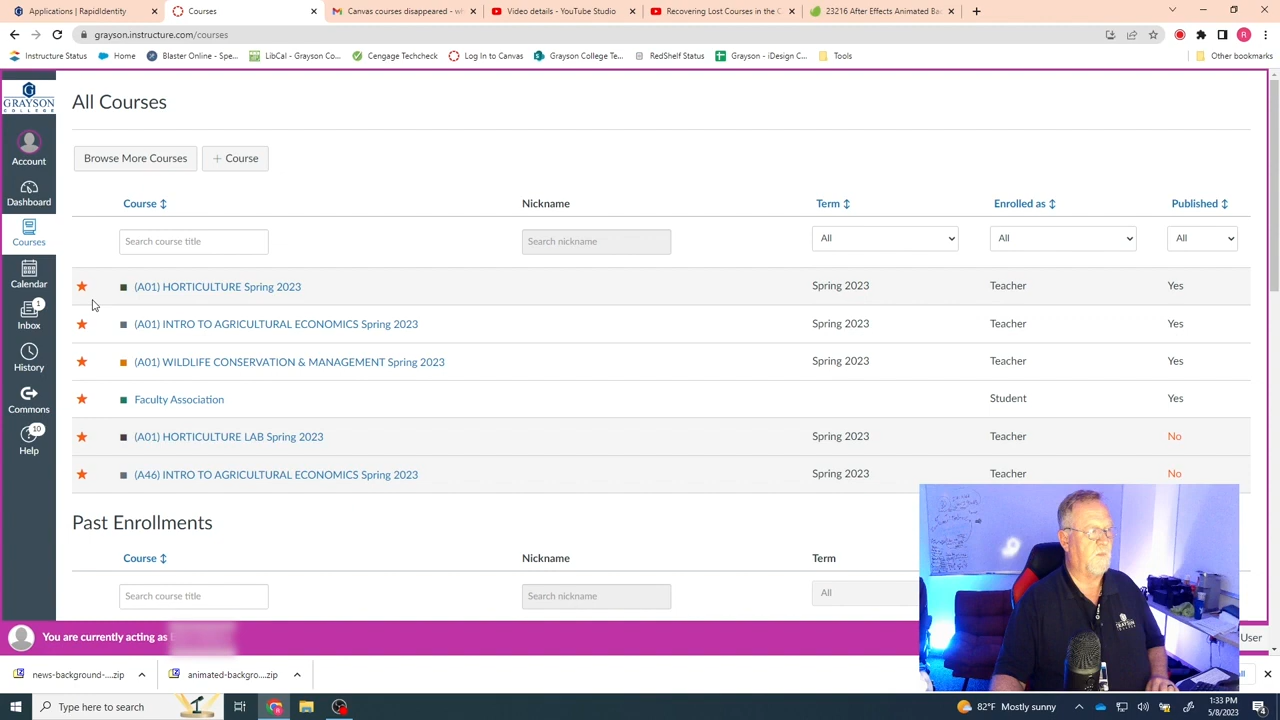 Applications | RapidIdentity
Courses
Canvas courses disappeared - wh
Video details - YouTube Studio
Recovering Lost Courses in the C
23216 After Effects Animated Bac
grayson.instructure.com/courses
Instructure Status
Home
Blaster Online - Spe...
LibCal - Grayson Co...
Cengage Techcheck
Log In to Canvas
Grayson College Te...
RedShelf Status
Grayson - iDesign C...
Tools
Other bookmarks
GRAYSON
COLLEGE
Account
Dashboard
Courses
Calendar
1
Inbox
History
Commons
10
Help
All Courses
Browse More Courses
+ Course
Course Nickname Term Enrolled as Published
Search course title Search nickname All All All
(A01) HORTICULTURE Spring 2023 Spring 2023 Teacher Yes
(A01) INTRO TO AGRICULTURAL ECONOMICS Spring 2023 Spring 2023 Teacher Yes
(A01) WILDLIFE CONSERVATION & MANAGEMENT Spring 2023 Spring 2023 Teacher Yes
Faculty Association Student Yes
(A01) HORTICULTURE LAB Spring 2023 Spring 2023 Teacher No
(A46) INTRO TO AGRICULTURAL ECONOMICS Spring 2023 Spring 2023 Teacher No
Past Enrollments
Course Nickname Term
Search course title Search nickname All
You are currently acting as
User
news-background-....zip
animated-backgro....zip
Type here to search
82°F Mostly sunny
1:33 PM
5/8/2023
4